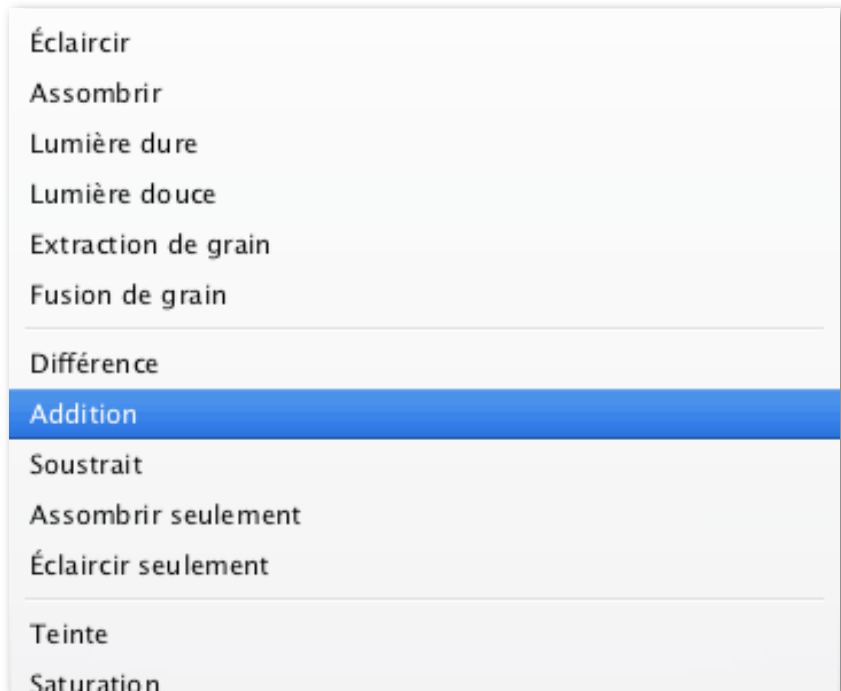 Éclaircir
Assombrir
Lumière dure
Lumière douce
Extraction de grain
Fusion de grain
Différence
Addition
Soustrait
Assombrir seulement
Éclaircir seulement
Teinte
Saturation